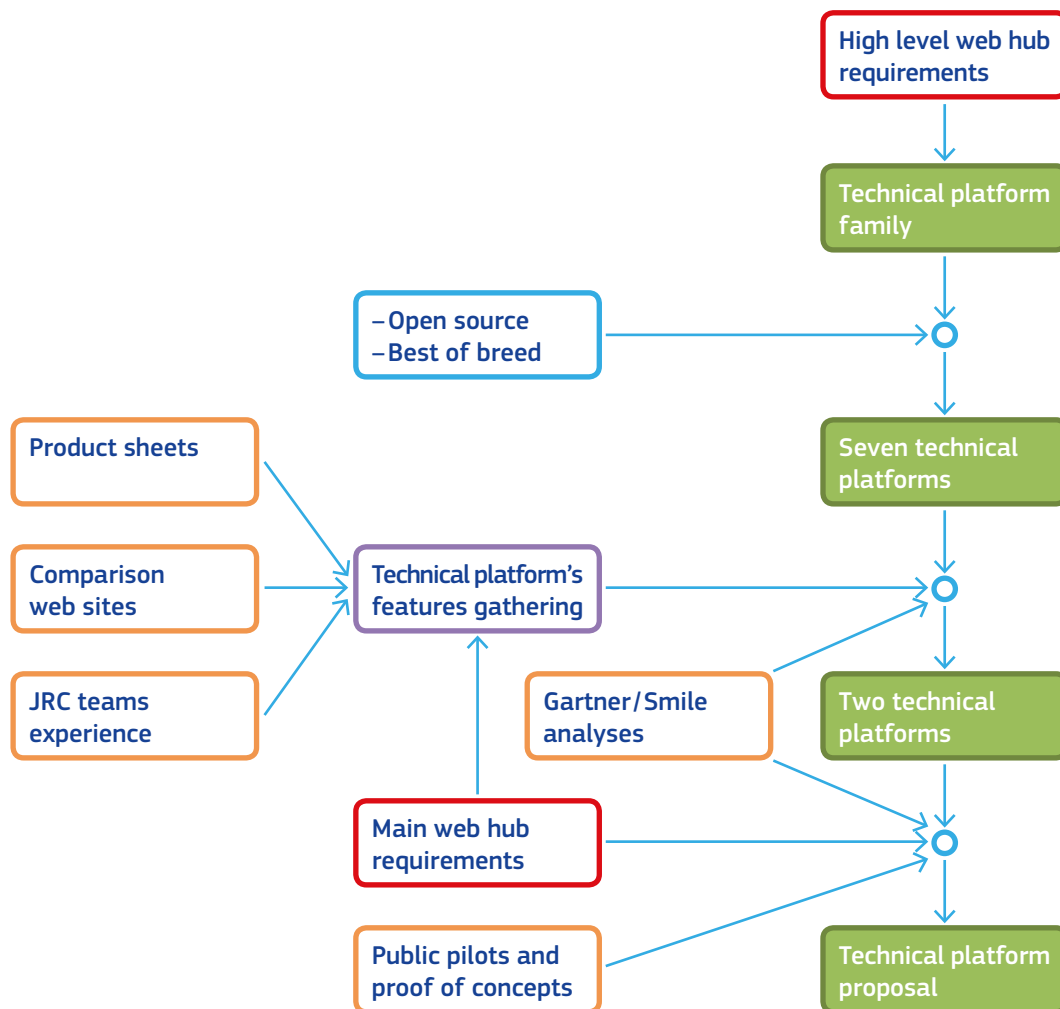 High level web hub
requirements
Technical platform
family
–Open source
–Best of breed
Product sheets
Seven technical
platforms
Comparison
web sites
Technical platform's
features gathering
JRC teams
experience
Gartner/Smile
analyses
Two technical
platforms
Main web hub
requirements
Public pilots and
proof of concepts
Technical platform
proposal